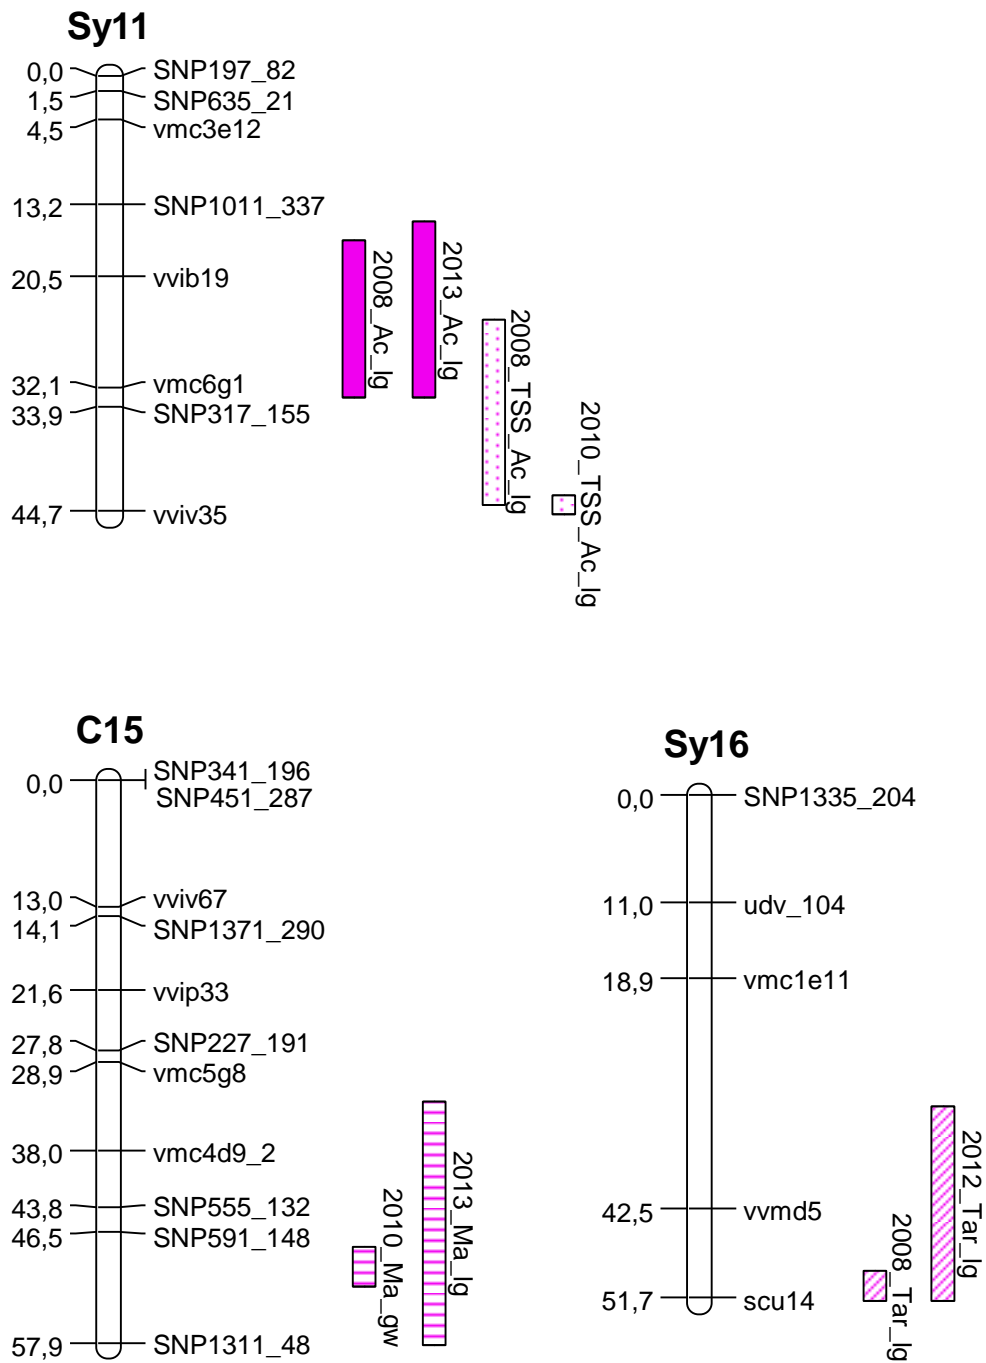 Sy11
0,0 SNP197_82
1,5 SNP635_21
4,5 vmc3e12
13,2 SNP1011_337
20,5 vvib19
32,1 vmc6g1
33,9 SNP317_155
44,7 vviv35
2008_Ac_lg
2013_Ac_lg
2008_TSS_Ac_lg
2010_TSS_Ac_lg
C15
0,0 SNP341_196
SNP451_287
13,0 vviv67
14,1 SNP1371_290
21,6 vvip33
27,8 SNP227_191
28,9 vmc5g8
38,0 vmc4d9_2
43,8 SNP555_132
46,5 SNP591_148
57,9 SNP1311_48
2010_Ma_gw
2013_Ma_lg
Sy16
0,0 SNP1335_204
11,0 udv_104
18,9 vmc1e11
42,5 vvmd5
51,7 scu14
2008_Tar_lg
2012_Tar_lg